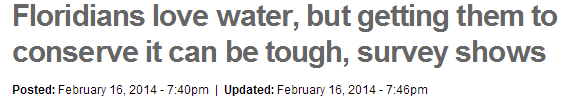 Floridians love water, but getting them to
conserve it can be tough, survey shows
Posted: February 16, 2014 - 7:40pm | Updated: February 16, 2014 - 7:46pm